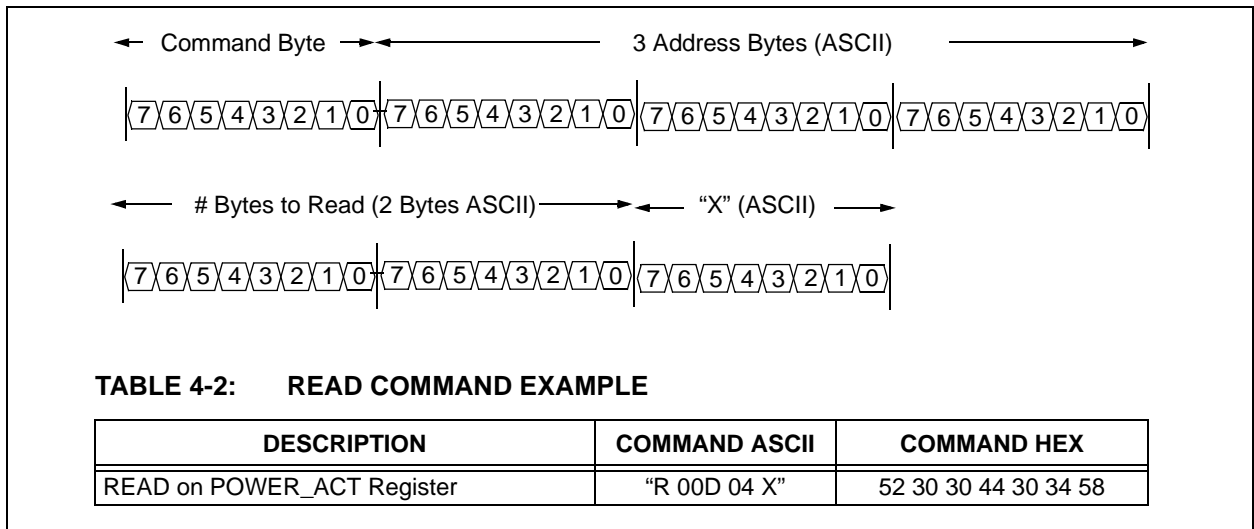 Command Byte 3 Address Bytes (ASCII)
7 6 5 4 3 2 1 0 7 6 5 4 3 2 1 0 7 6 5 4 3 2 1 0 7 6 5 4 3 2 1 0
# Bytes to Read (2 Bytes ASCII) “X” (ASCII)
7 6 5 4 3 2 1 0 7 6 5 4 3 2 1 0 7 6 5 4 3 2 1 0
TABLE 4-2: READ COMMAND EXAMPLE
DESCRIPTION COMMAND ASCII COMMAND HEX
READ on POWER_ACT Register “R 00D 04 X” 52 30 30 44 30 34 58